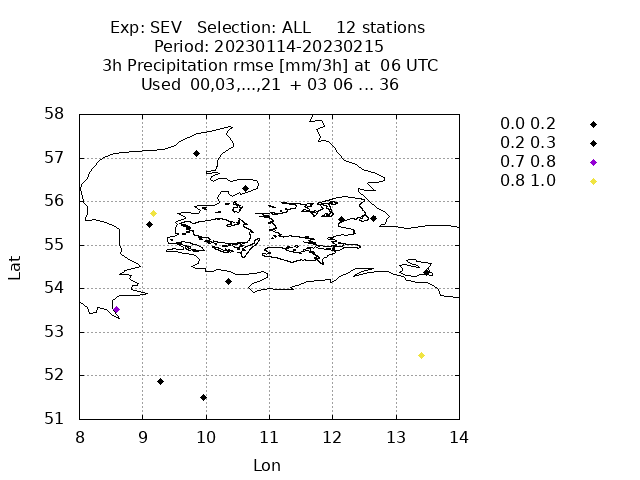 Exp: SEV   Selection: ALL     12 stations
Period: 20230114-20230215
3h Precipitation rmse [mm/3h] at  06 UTC
Used  00,03,...,21  + 03 06 ... 36
58
57
56
55
54
53
52
51
Lat
8 9 10 11 12 13 14
Lon
0.0 0.2
0.2 0.3
0.7 0.8
0.8 1.0